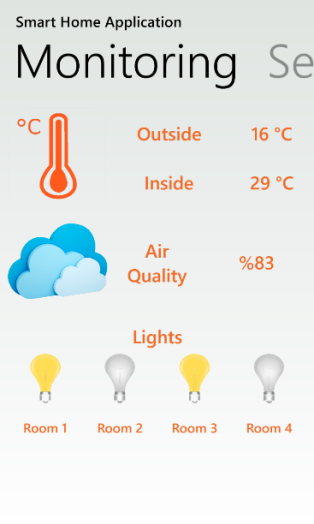 Smart Home Application
Monitoring Se
°C
Outside 16 °C
Inside 29 °C
Air
Quality
%83
Lights
Room 1 Room 2 Room 3 Room 4